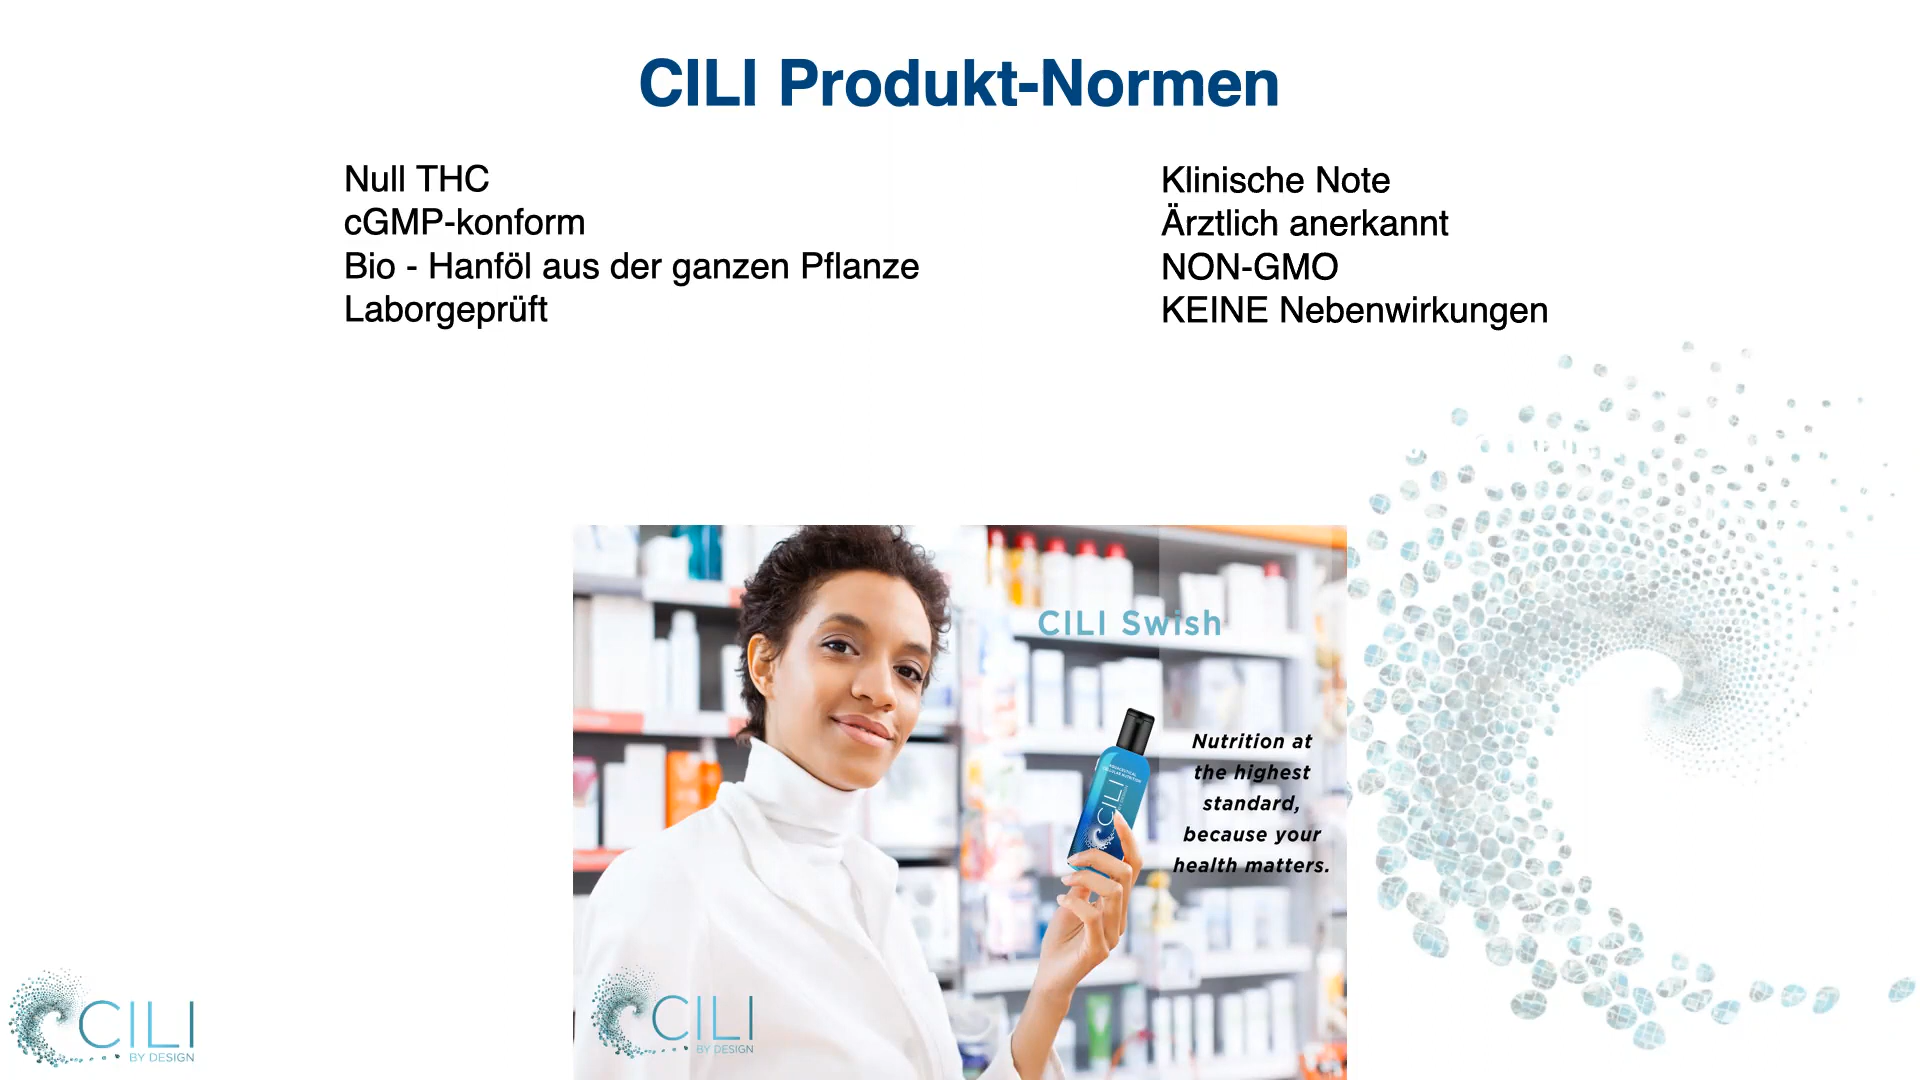 CILI Produkt-Normen
Null THC
cGMP-konform
Bio - Hanföl aus der ganzen Pflanze
Laborgeprüft
Klinische Note
Ärztlich anerkannt
NON-GMO
KEINE Nebenwirkungen
CILI Swish
Nutrition at
the highest
standard,
because your
health matters.
CILI
CILI
BY DESIGN
CILI
BY DESIGN